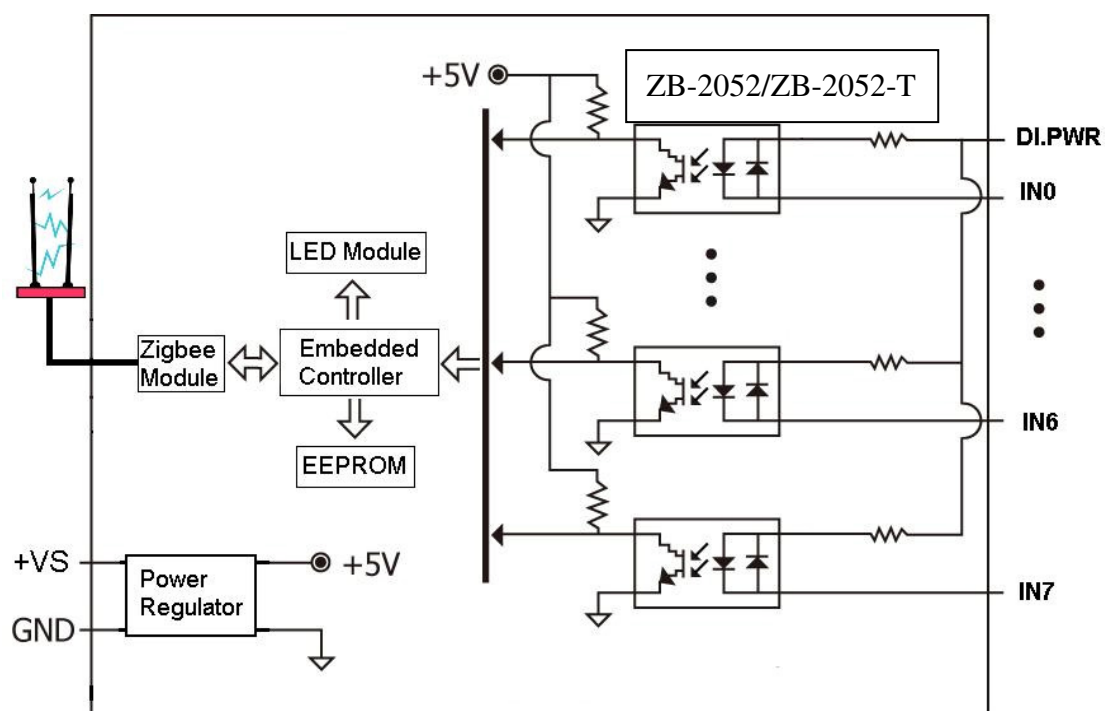 +5V
ZB-2052/ZB-2052-T
DI.PWR
IN0
LED Module
Zigbee
Module
Embedded
Controller
IN6
EEPROM
+VS
Power
Regulator
+5V
GND
IN7